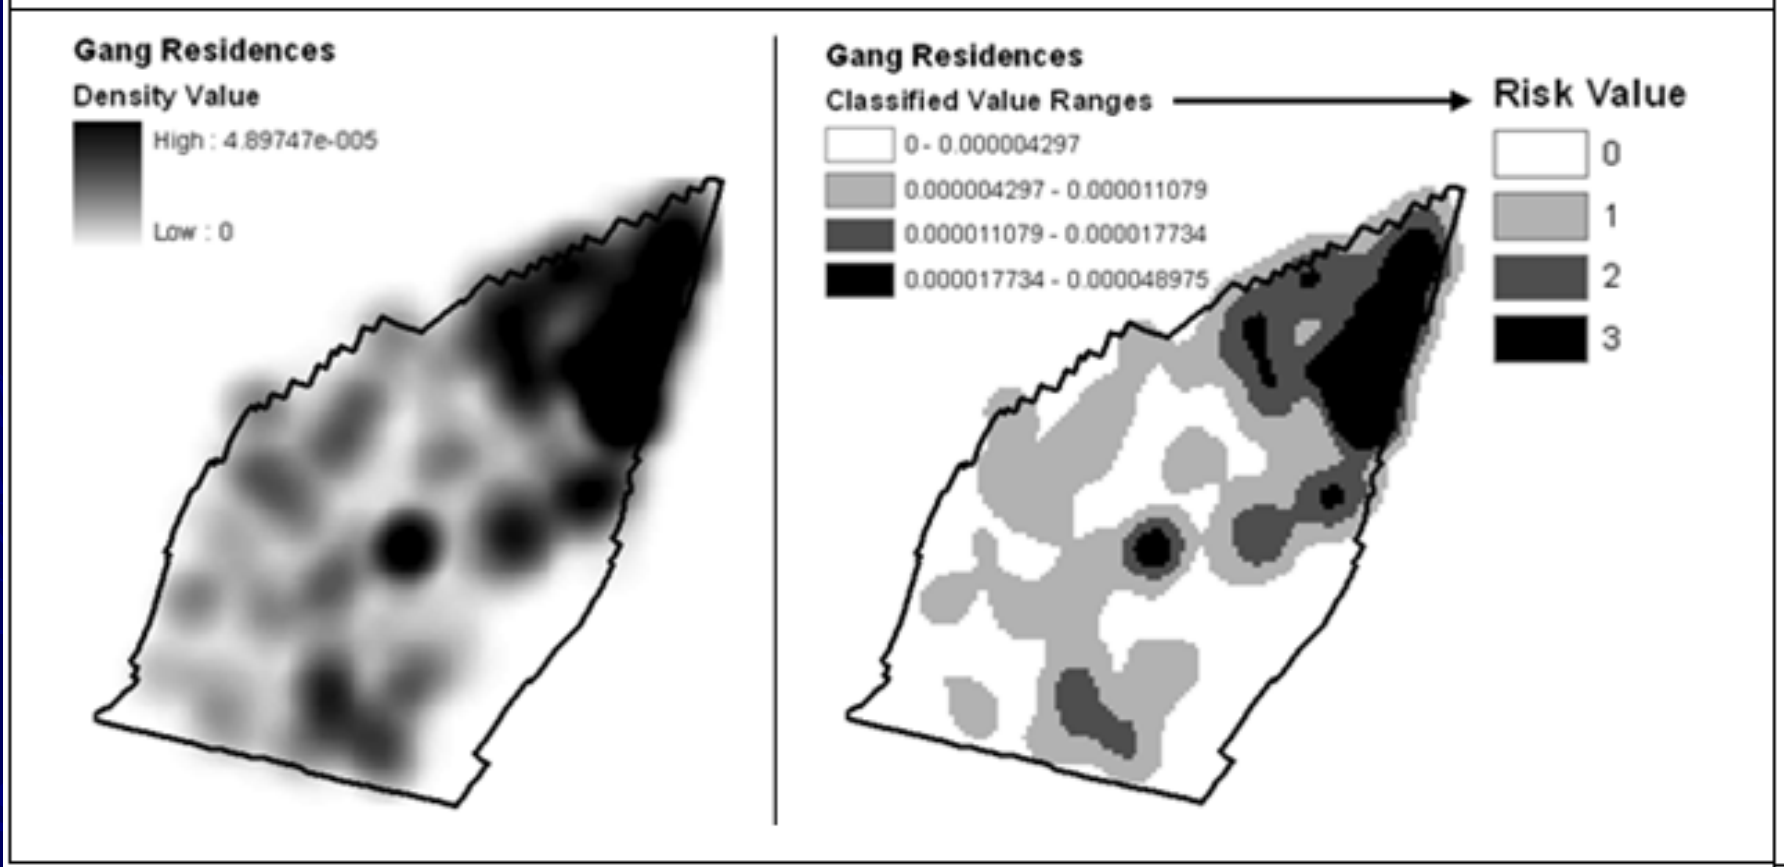 Gang Residences
Density Value
High : 4.89747e-005
Low : 0
Gang Residences
Classified Value Ranges
0 - 0.000004297
0.000004297 - 0.000011079
0.000011079 - 0.000017734
0.000017734 - 0.000048975
Risk Value
0
1
2
3